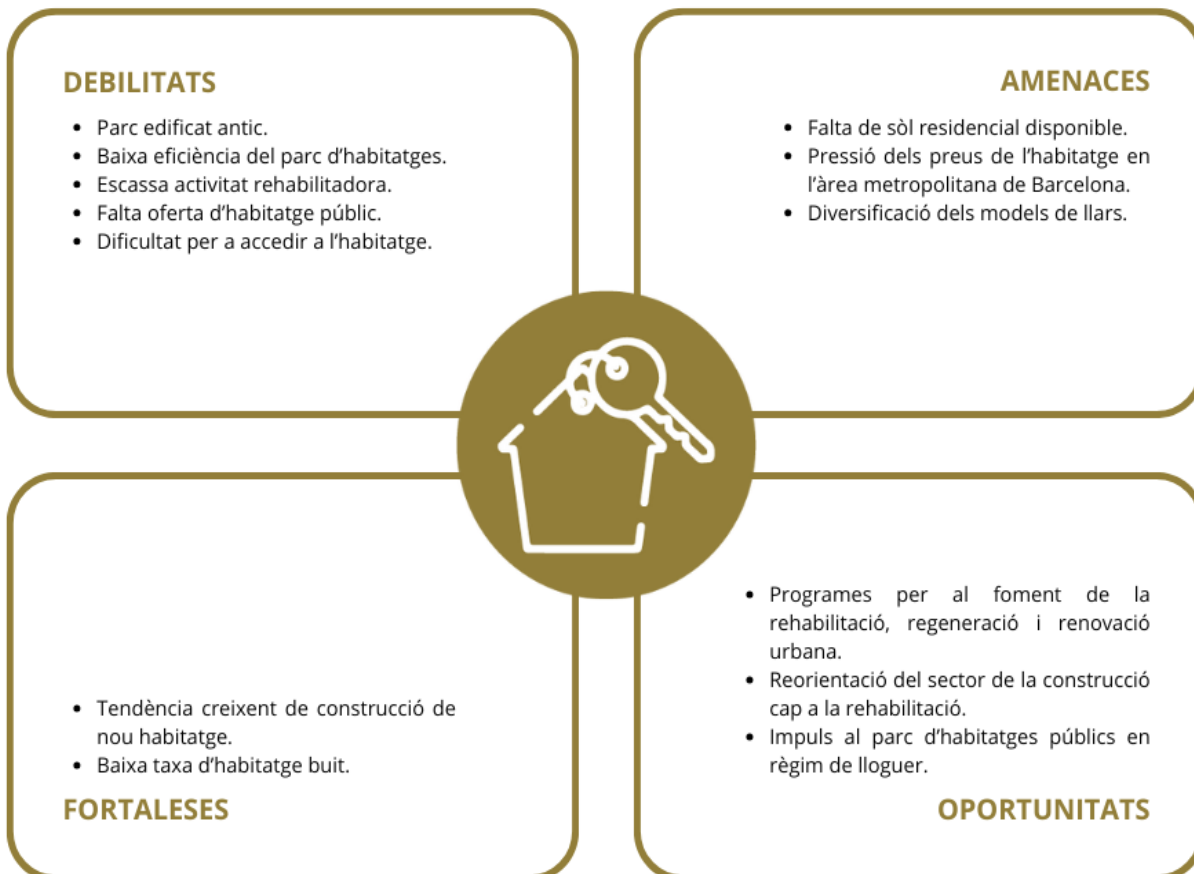 DEBILITATS
• Parc edificat antic.
• Baixa eficiència del parc d'habitatges.
• Escassa activitat rehabilitadora.
• Falta oferta d'habitatge públic.
• Dificultat per a accedir a l'habitatge.
AMENACES
• Falta de sòl residencial disponible.
• Pressió dels preus de l'habitatge en
l'àrea metropolitana de Barcelona.
• Diversificació dels models de llars.
• Tendència creixent de construcció de
nou habitatge.
• Baixa taxa d'habitatge buit.
FORTALESES
• Programes per al foment de la
rehabilitació, regeneració i renovació
urbana.
• Reorientació del sector de la construcció
cap a la rehabilitació.
• Impuls al parc d'habitatges públics en
règim de lloguer.
OPORTUNITATS